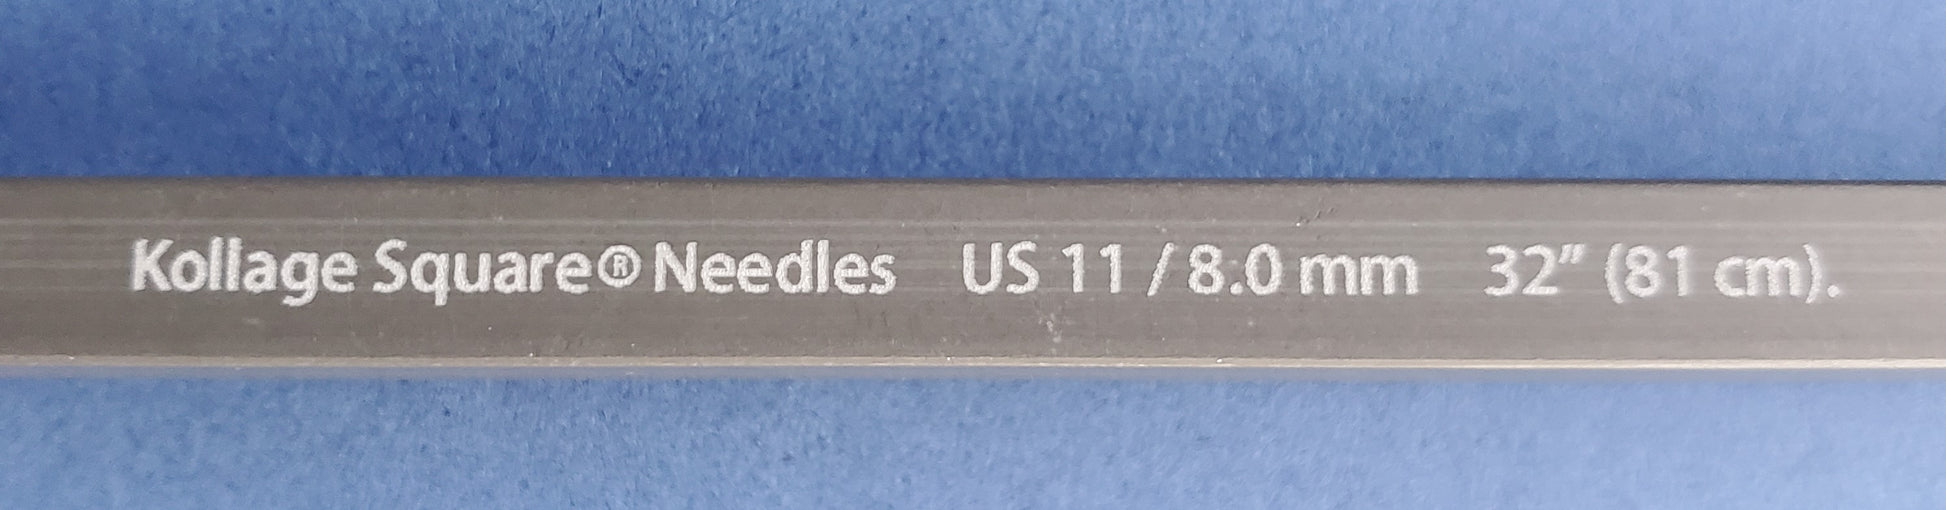 Kollage Square® Needles US 11 / 8.0 mm 32” (81 cm).